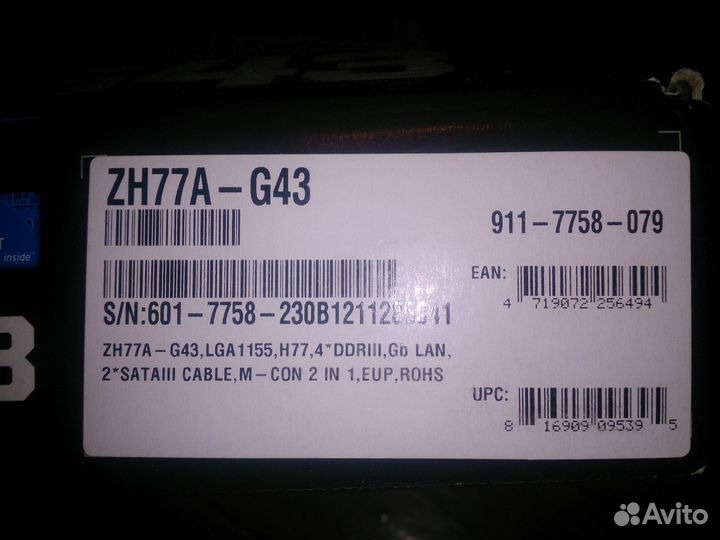 ZH77A-G43
911-7758-079
EAN:
4 719072 256494
ZH77A-G43,LGA1155,H77,4*DDRIII,Gb LAN,
2*SATAIII CABLE,M-CON 2 IN 1,EUP,ROHS
UPC:
8 16909 09539 5
inside™
Avito